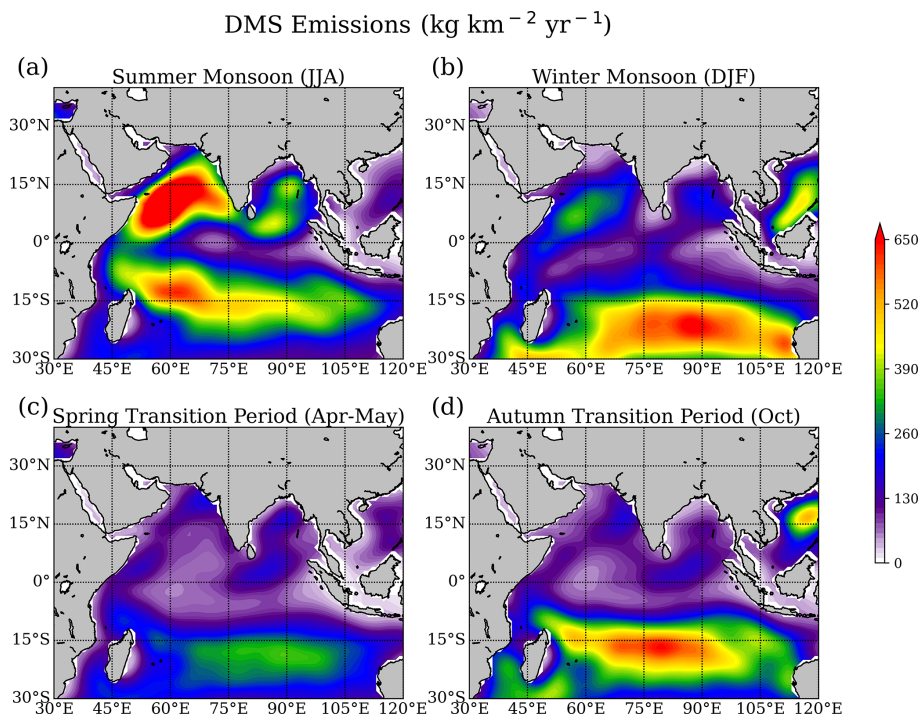 DMS Emissions (kg km⁻² yr⁻¹)
(a)
Summer Monsoon (JJA)
30°N
15°N
0°
15°S
30°S
30°E 45°E 60°E 75°E 90°E 105°E 120°E
(b)
Winter Monsoon (DJF)
30°N
15°N
0°
15°S
30°S
30°E 45°E 60°E 75°E 90°E 105°E 120°E
(c)
Spring Transition Period (Apr-May)
30°N
15°N
0°
15°S
30°S
30°E 45°E 60°E 75°E 90°E 105°E 120°E
(d)
Autumn Transition Period (Oct)
30°N
15°N
0°
15°S
30°S
30°E 45°E 60°E 75°E 90°E 105°E 120°E
650
520
390
260
130
0